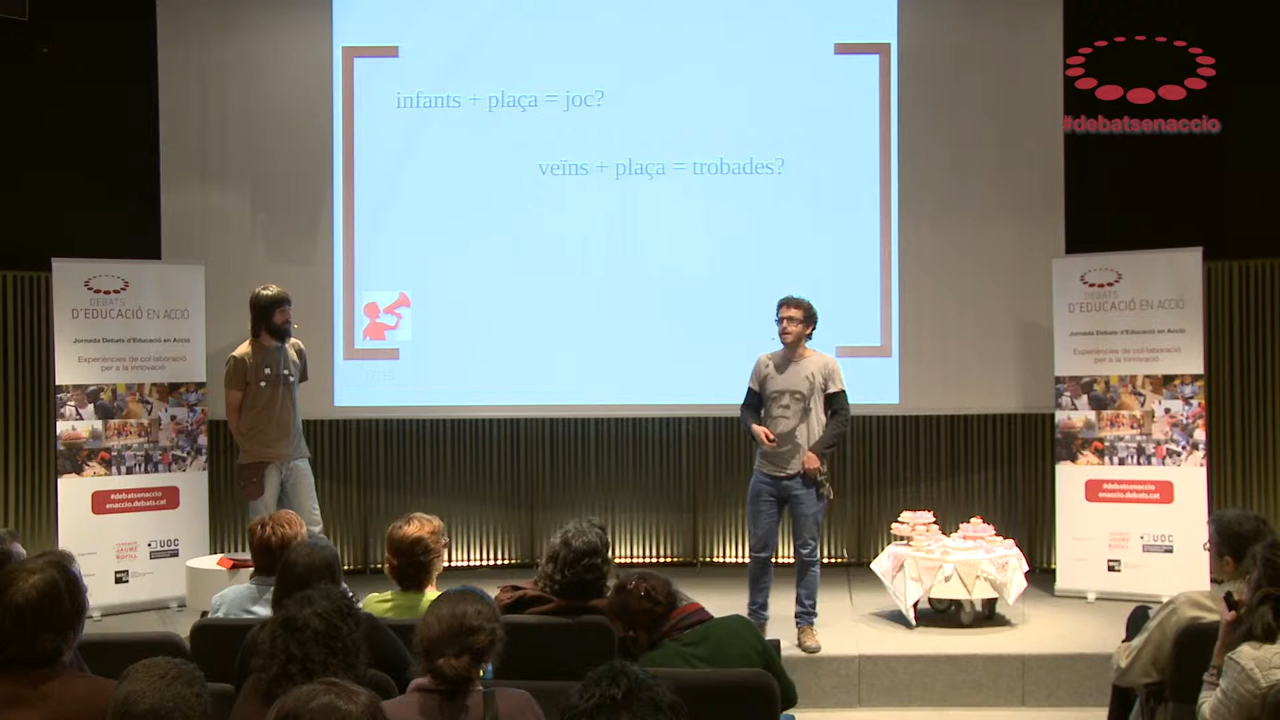 infants + plaça = joc?
veïns + plaça = trobades?
#debatsenaccio
DEBATS
D'EDUCACIÓ EN ACCIÓ
Jornada Debats d'Educació en Acció
Experiències de col·laboració
per a la innovació
#debatsenaccio
enaccio.debats.cat
JAUME
BOFILL
UOC
DEBATS
D'EDUCACIÓ EN ACCIÓ
Jornada Debats d'Educació en Acció
Experiències de col·laboració
per a la innovació
#debatsenaccio
enaccio.debats.cat
UOC